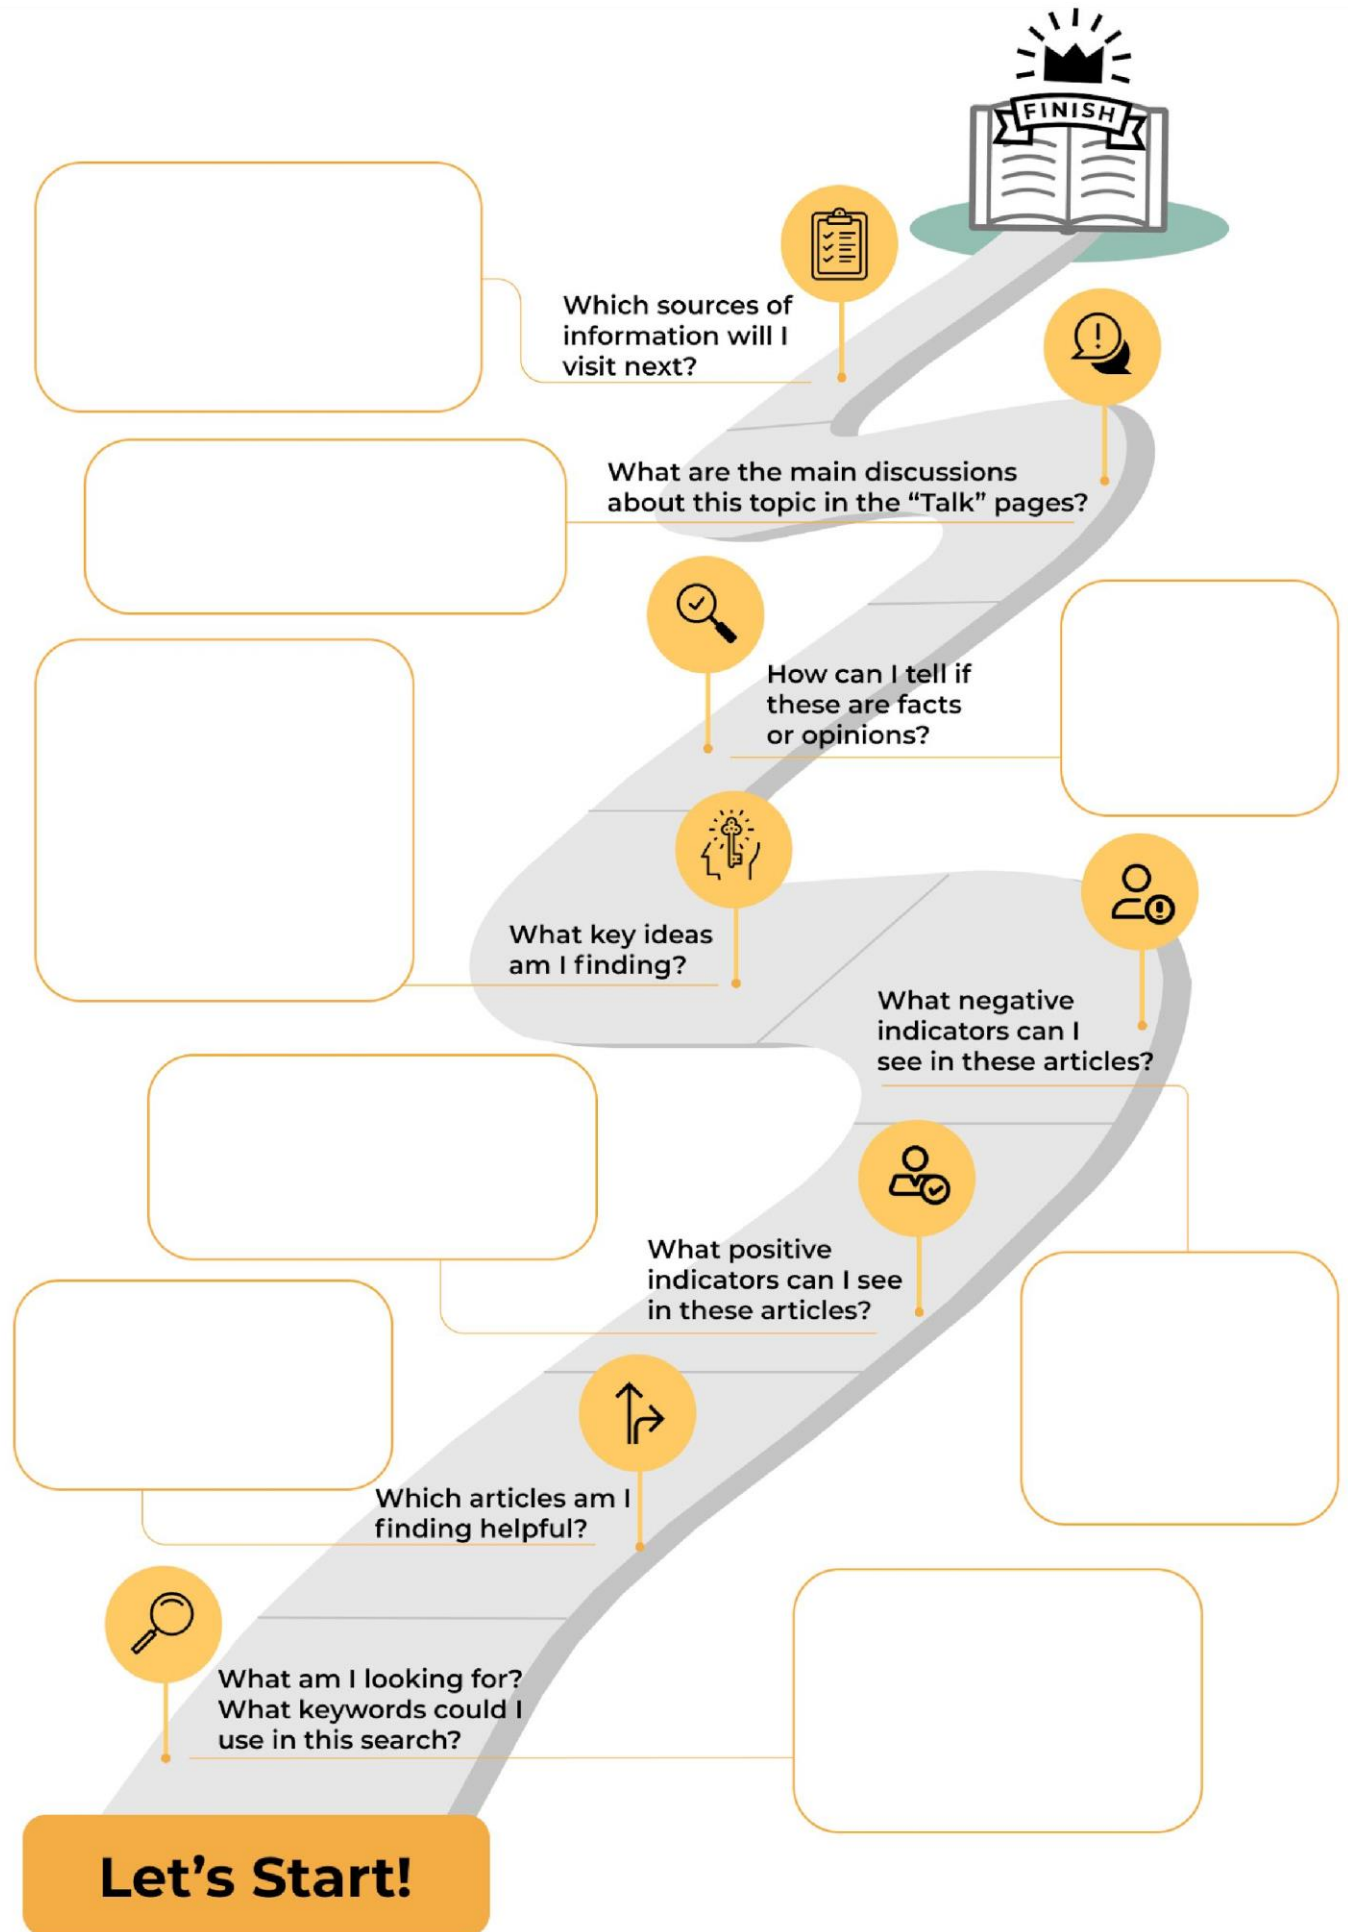 FINISH
Which sources of
information will I
visit next?
What are the main discussions
about this topic in the “Talk” pages?
How can I tell if
these are facts
or opinions?
What key ideas
am I finding?
What negative
indicators can I
see in these articles?
What positive
indicators can I see
in these articles?
Which articles am I
finding helpful?
What am I looking for?
What keywords could I
use in this search?
Let’s Start!